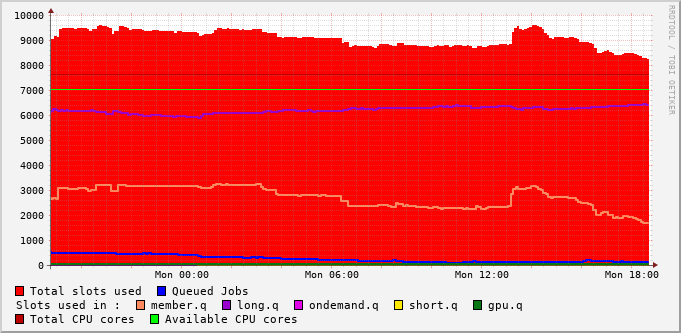 10000
9000
8000
7000
6000
5000
4000
3000
2000
1000
0
Mon 00:00 Mon 06:00 Mon 12:00 Mon 18:00
Total slots used Queued Jobs
Slots used in : member.q long.q ondemand.q short.q gpu.q
Total CPU cores Available CPU cores
RRDTOOL / TOBI OETIKER